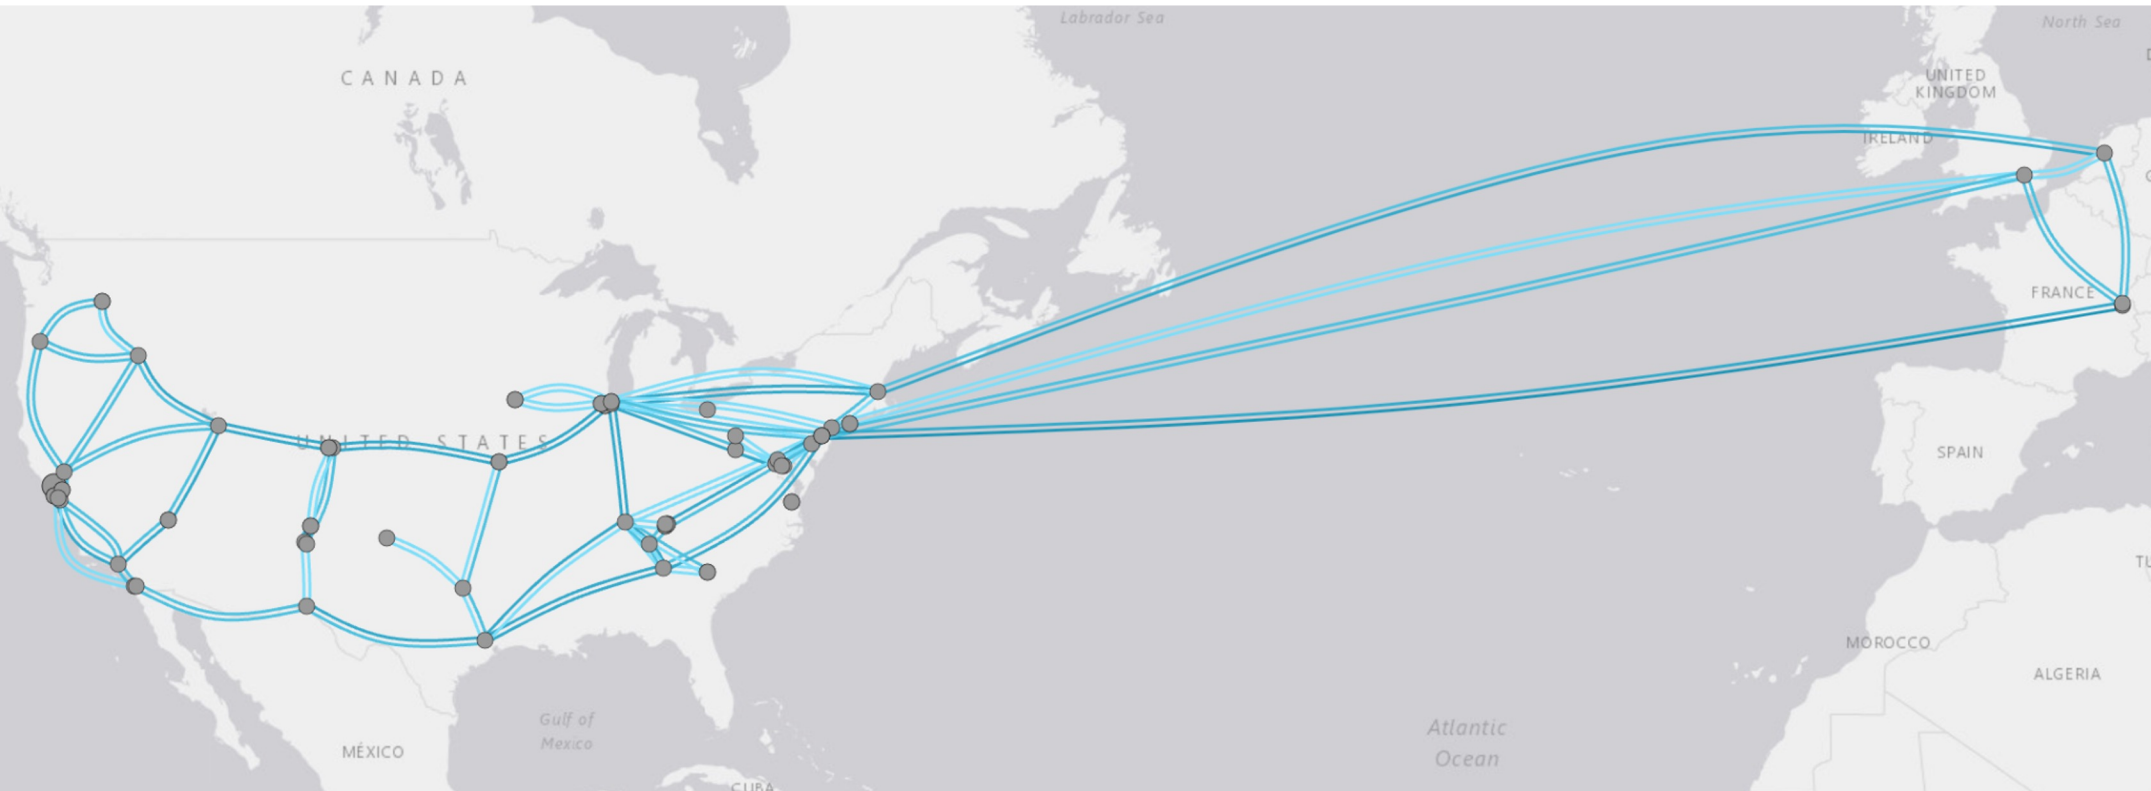 Labrador Sea
North Sea
CANADA
UNITED
KINGDOM
IRELAND
FRANCE
UNITED STATES
SPAIN
MOROCCO
ALGERIA
Gulf of
Mexico
Atlantic
Ocean
MÉXICO
CUBA